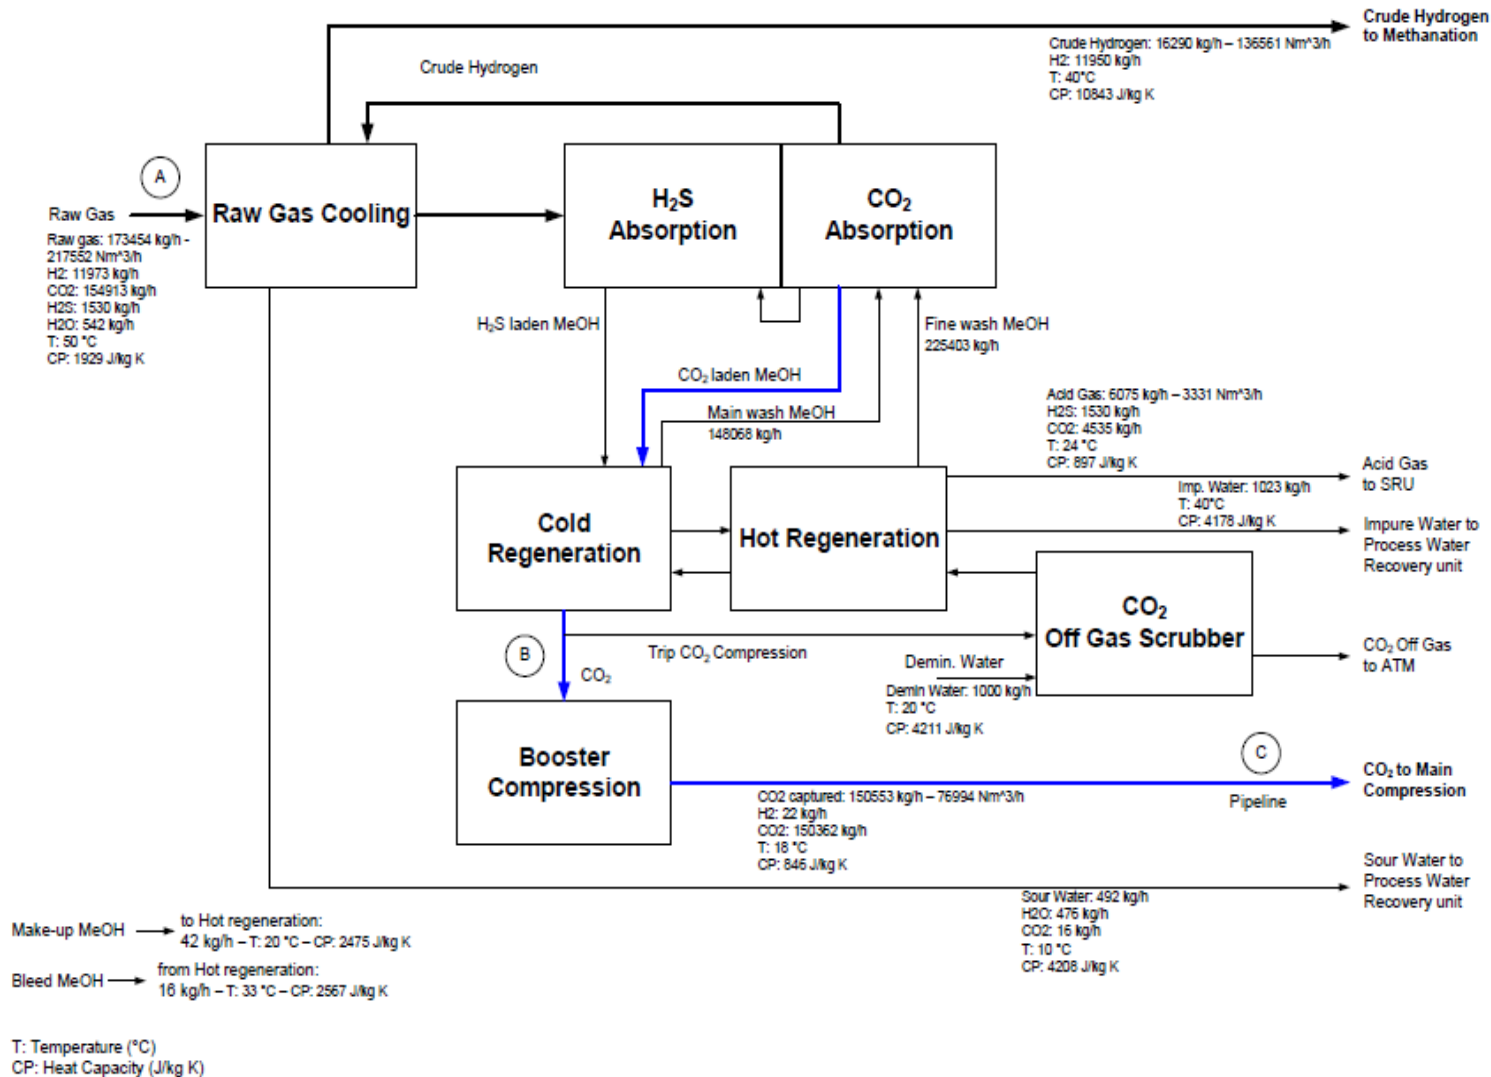 Crude Hydrogen
to Methanation
Crude Hydrogen: 16290 kg/h – 136561 Nm^3/h
H2: 11950 kg/h
T: 40°C
CP: 10843 J/kg K
Crude Hydrogen
A
Raw Gas
Raw gas: 173454 kg/h -
217552 Nm^3/h
H2: 11973 kg/h
CO2: 154913 kg/h
H2S: 1530 kg/h
H2O: 542 kg/h
T: 50 °C
CP: 1929 J/kg K
Raw Gas Cooling
H₂S
Absorption
CO₂
Absorption
H₂S laden MeOH
Fine wash MeOH
225403 kg/h
CO₂ laden MeOH
Main wash MeOH
148068 kg/h
Acid Gas: 6075 kg/h – 3331 Nm^3/h
H2S: 1530 kg/h
CO2: 4535 kg/h
T: 24 °C
CP: 897 J/kg K
Acid Gas
to SRU
Imp. Water: 1023 kg/h
T: 40°C
CP: 4178 J/kg K
Impure Water to
Process Water
Recovery unit
Cold
Regeneration
Hot Regeneration
CO₂
Off Gas Scrubber
B
CO₂
Trip CO₂ Compression
Demin. Water
Demin Water: 1000 kg/h
T: 20 °C
CP: 4211 J/kg K
CO₂ Off Gas
to ATM
Booster
Compression
C
CO₂ to Main
Compression
Pipeline
CO2 captured: 150553 kg/h – 76994 Nm^3/h
H2: 22 kg/h
CO2: 150362 kg/h
T: 18 °C
CP: 846 J/kg K
Sour Water to
Process Water
Recovery unit
Sour Water: 492 kg/h
H2O: 476 kg/h
CO2: 16 kg/h
T: 10 °C
CP: 4208 J/kg K
Make-up MeOH
to Hot regeneration:
42 kg/h – T: 20 °C – CP: 2475 J/kg K
Bleed MeOH
from Hot regeneration:
16 kg/h – T: 33 °C – CP: 2567 J/kg K
T: Temperature (°C)
CP: Heat Capacity (J/kg K)